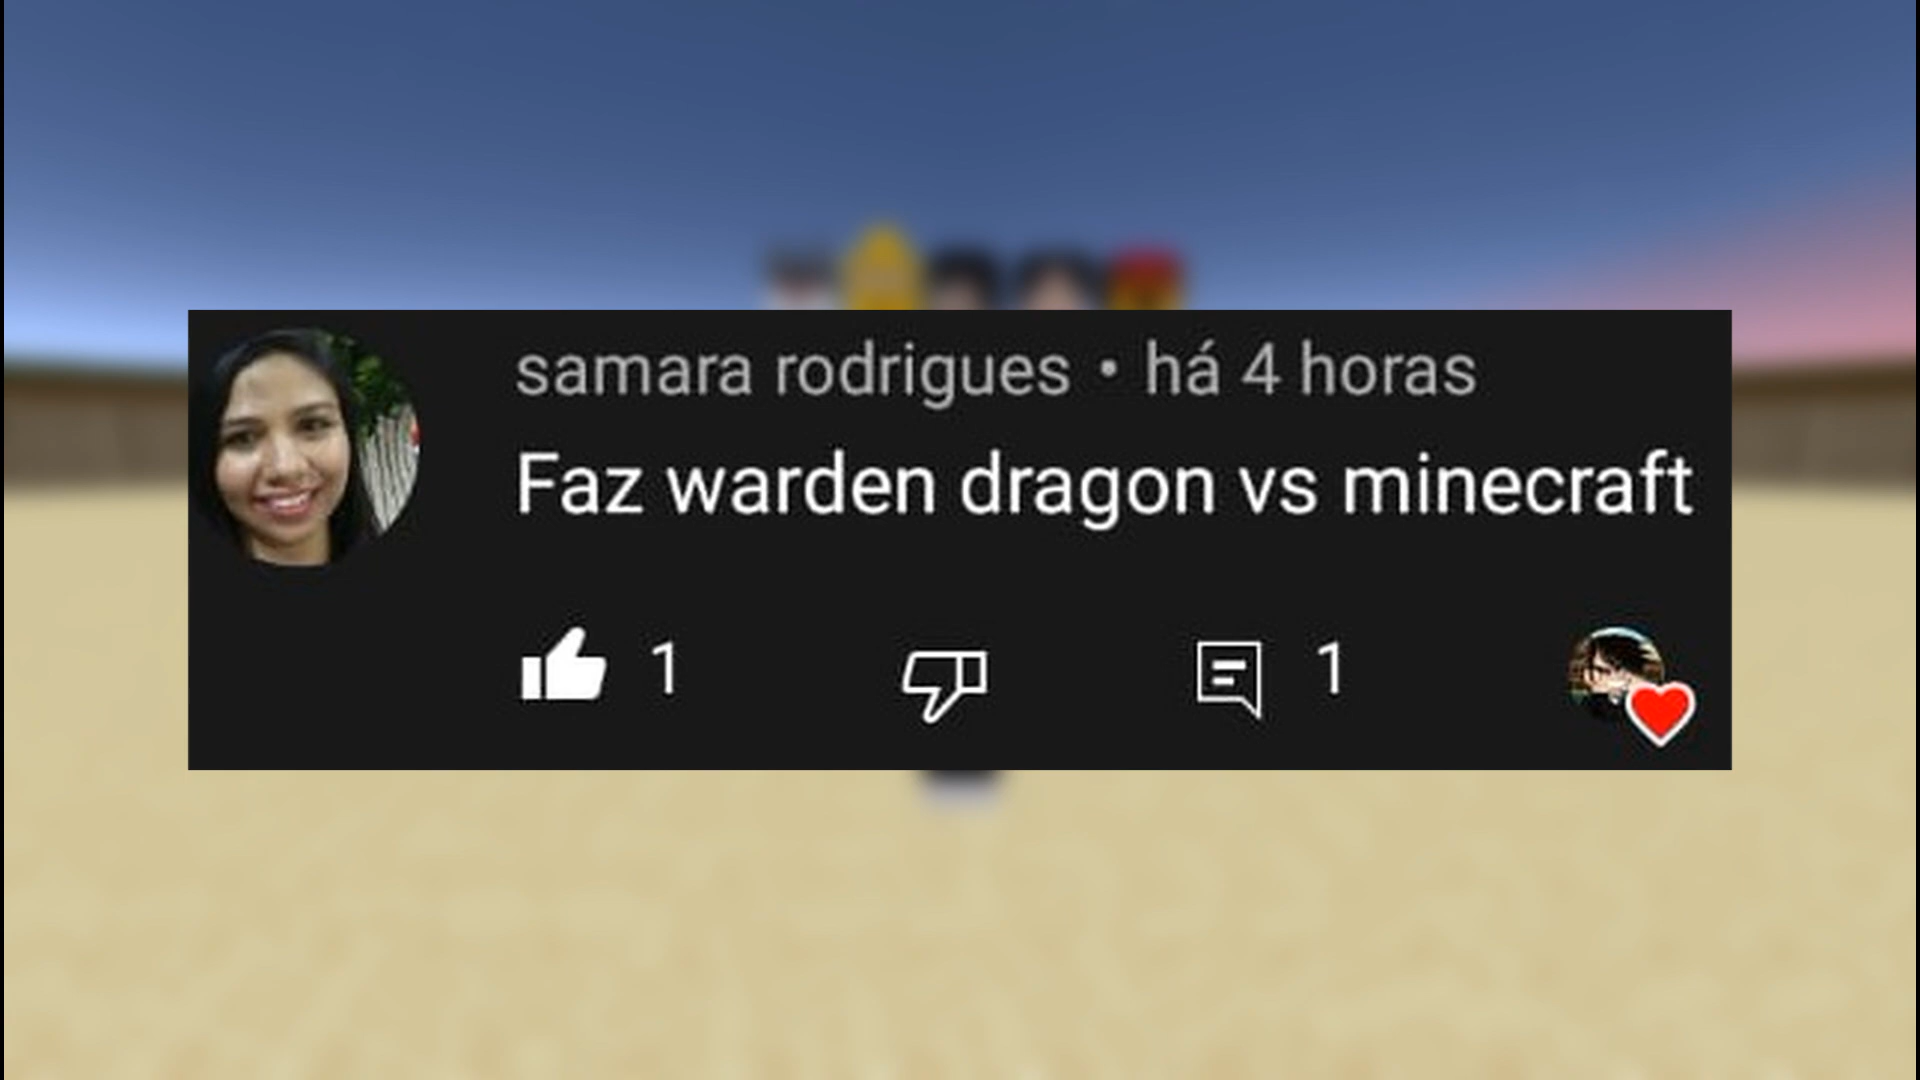 samara rodrigues • há 4 horas
Faz warden dragon vs minecraft
1 1